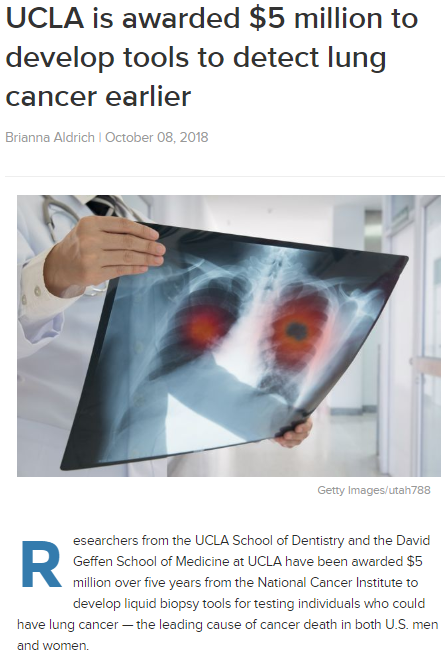 UCLA is awarded $5 million to
develop tools to detect lung
cancer earlier
Brianna Aldrich | October 08, 2018
Getty Images/utah788
Researchers from the UCLA School of Dentistry and the David
Geffen School of Medicine at UCLA have been awarded $5
million over five years from the National Cancer Institute to
develop liquid biopsy tools for testing individuals who could
have lung cancer — the leading cause of cancer death in both U.S. men
and women.